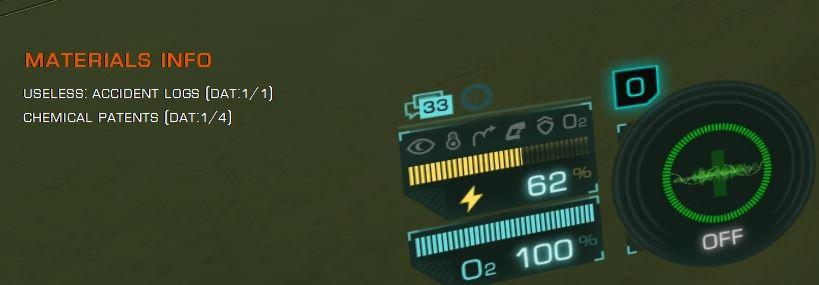 MATERIALS INFO
USELESS: ACCIDENT LOGS (DAT:1/1)
CHEMICAL PATENTS (DAT:1/4)
33
0
O2
62 %
O2 100 %
OFF